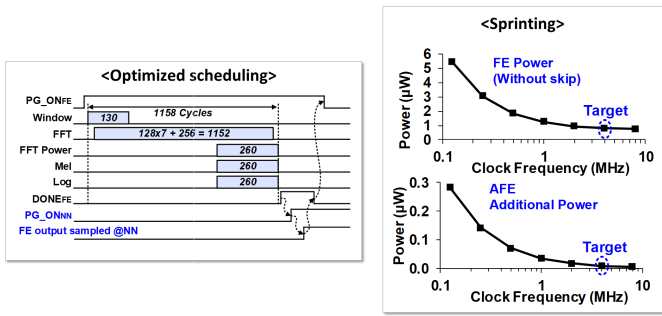 <Optimized scheduling>
PG_ONFE
Window
130
1158 Cycles
FFT
128x7 + 256 = 1152
FFT Power
260
Mel
260
Log
260
DONEFE
PG_ONNN
FE output sampled @NN
<Sprinting>
6
5
4
3
2
1
0
Power (µW)
FE Power
(Without skip)
Target
0.1
1
10
Clock Frequency (MHz)
0.3
0.2
0.1
0.0
Power (µW)
AFE
Additional Power
Target
0.1
1
10
Clock Frequency (MHz)